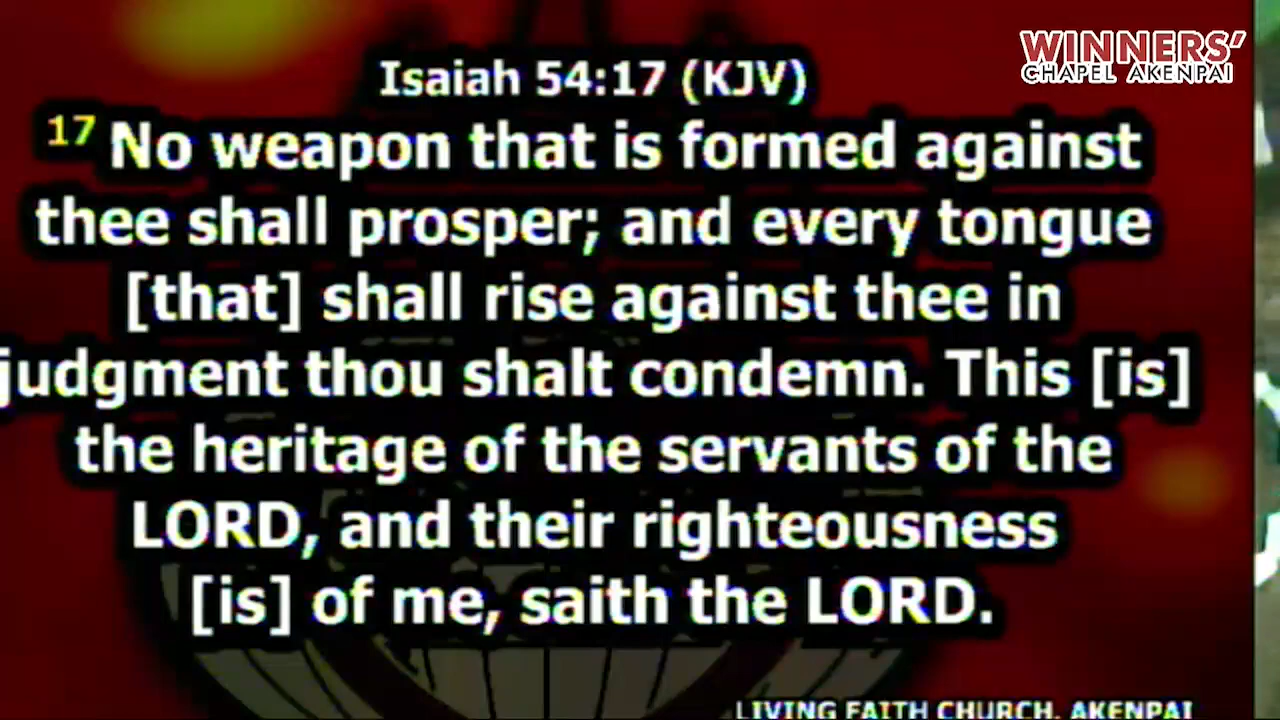 WINNERS'
CHAPEL AKENPAI
Isaiah 54:17 (KJV)
17 No weapon that is formed against
thee shall prosper; and every tongue
[that] shall rise against thee in
judgment thou shalt condemn. This [is]
the heritage of the servants of the
LORD, and their righteousness
[is] of me, saith the LORD.
LIVING FAITH CHURCH, AKENPAI